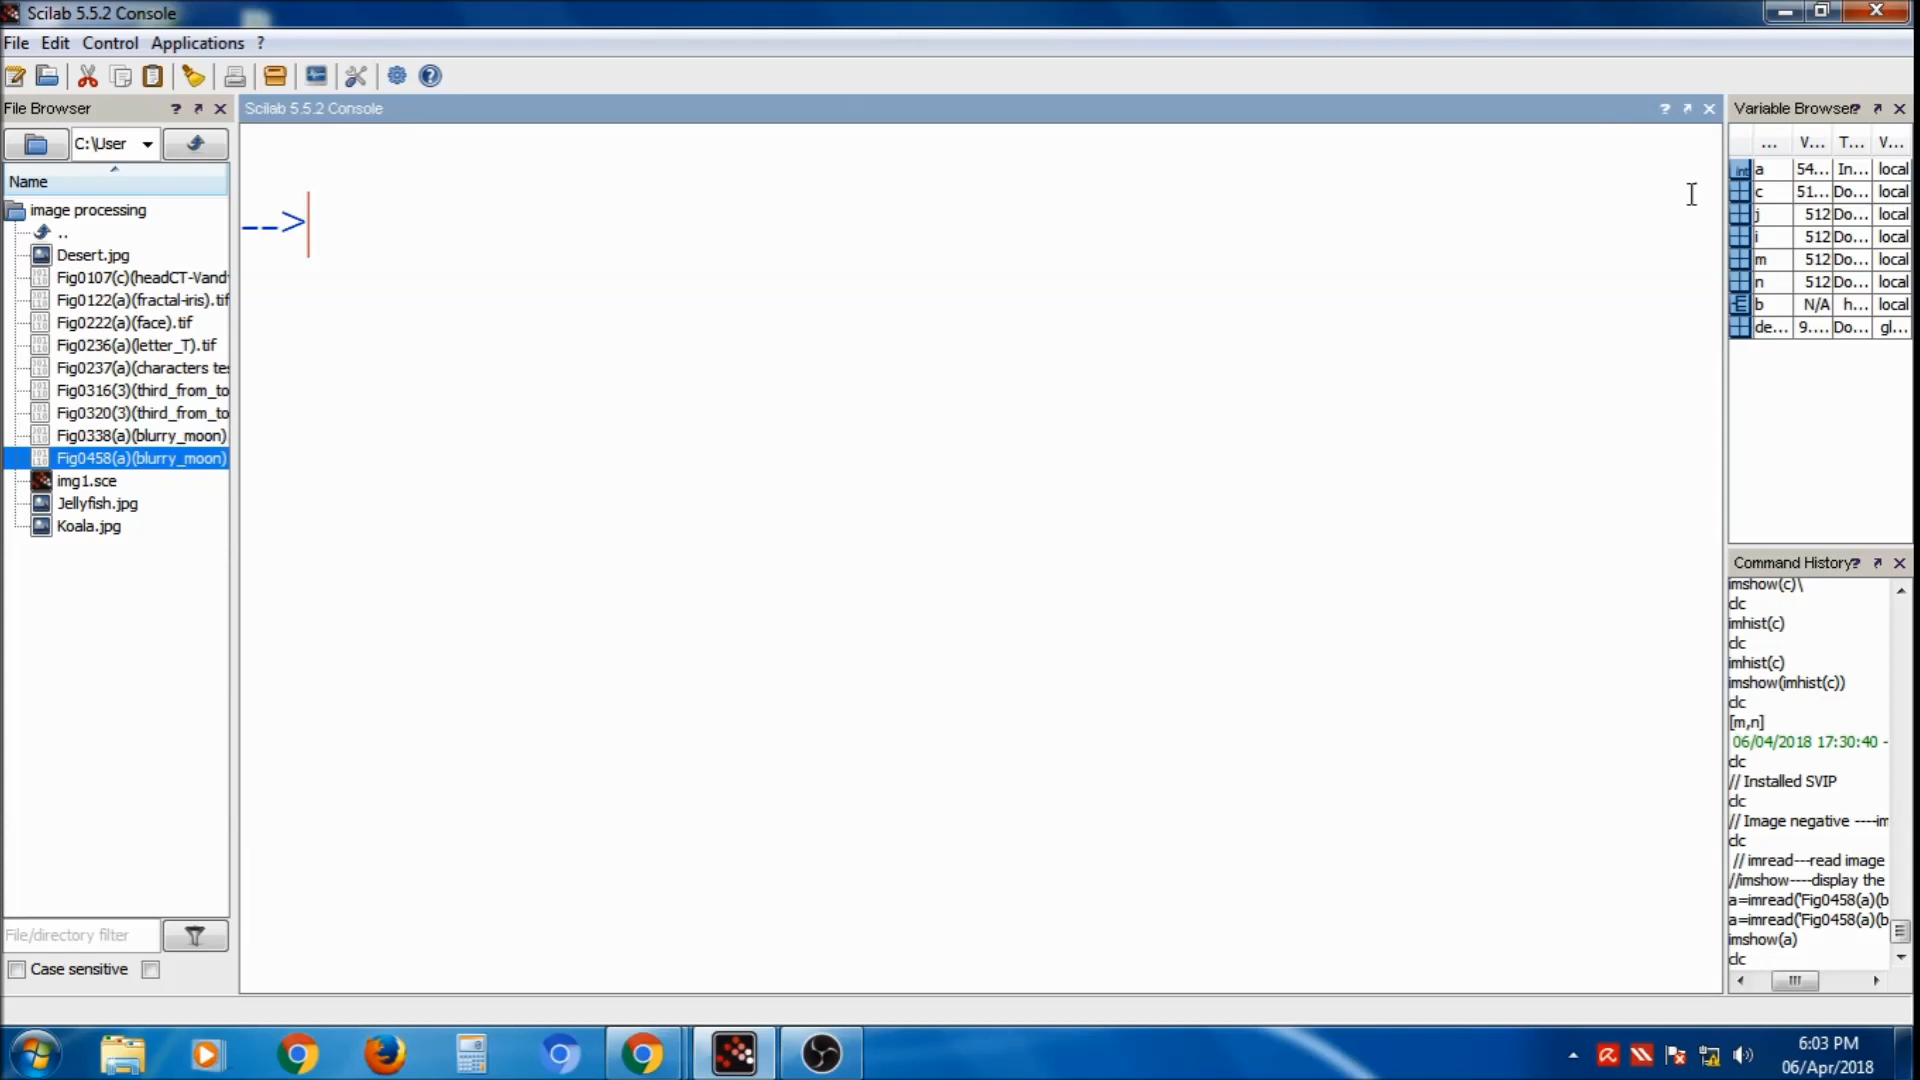 Scilab 5.5.2 Console
File Edit Control Applications ?
File Browser ? 
C:\User
Name
image processing
..
Desert.jpg
Fig0107(c)(headCT-Vand
Fig0122(a)(fractal-iris).tif
Fig0222(a)(face).tif
Fig0236(a)(letter_T).tif
Fig0237(a)(characters te
Fig0316(3)(third_from_to
Fig0320(3)(third_from_to
Fig0338(a)(blurry_moon)
Fig0458(a)(blurry_moon)
img1.sce
Jellyfish.jpg
Koala.jpg
File/directory filter
Case sensitive
Scilab 5.5.2 Console ?
-->
Variable Browser?
... V... T... V...
int a 54... In... local
c 51... Do... local
j 512 Do... local
i 512 Do... local
m 512 Do... local
n 512 Do... local
b N/A h... local
de... 9.... Do... gl...
Command History?
imshow(c)\
clc
imhist(c)
clc
imhist(c)
imshow(imhist(c))
clc
[m,n]
06/04/2018 17:30:40 -
clc
// Installed SVIP
clc
// Image negative ----im
clc
// imread---read image
//imshow----display the
a=imread('Fig0458(a)(b
a=imread('Fig0458(a)(b
imshow(a)
clc
6:03 PM
06/Apr/2018